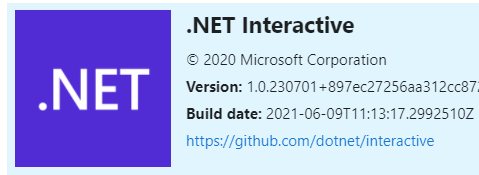 .NET
.NET Interactive
© 2020 Microsoft Corporation
Version: 1.0.230701+897ec27256aa312cc872
Build date: 2021-06-09T11:13:17.2992510Z
https://github.com/dotnet/interactive